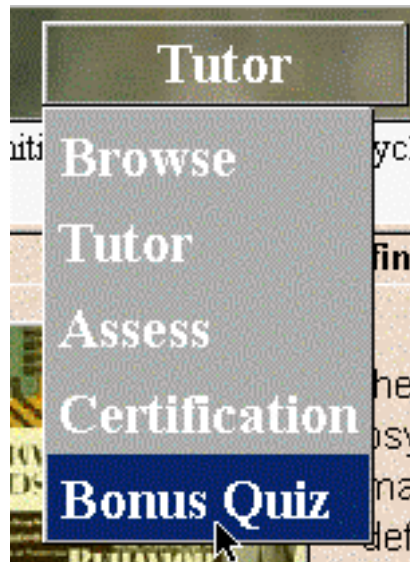 Tutor
Browse
Tutor
Assess
Certification
Bonus Quiz